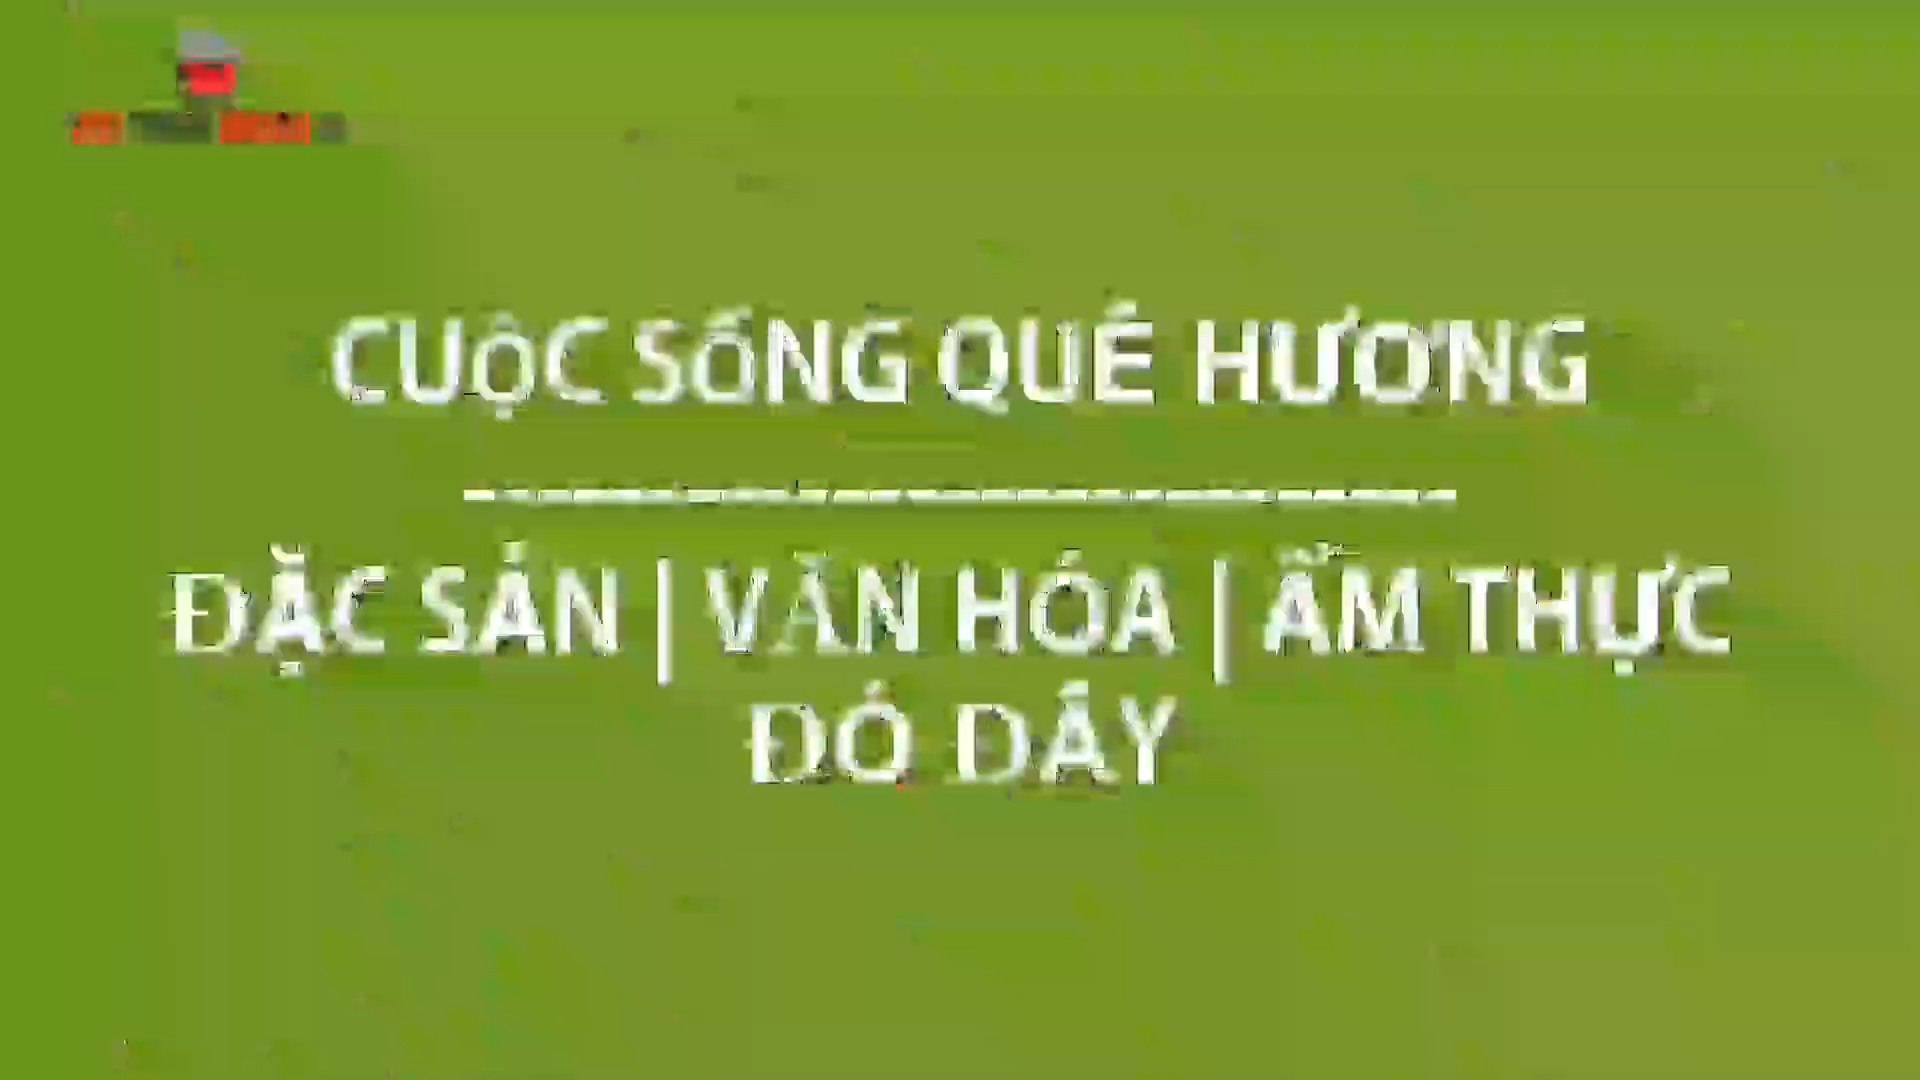 CUỘC SỐNG QUÊ HƯƠNG
ĐẶC SẢN | VĂN HÓA | ẨM THỰC
ĐÓ ĐÂY